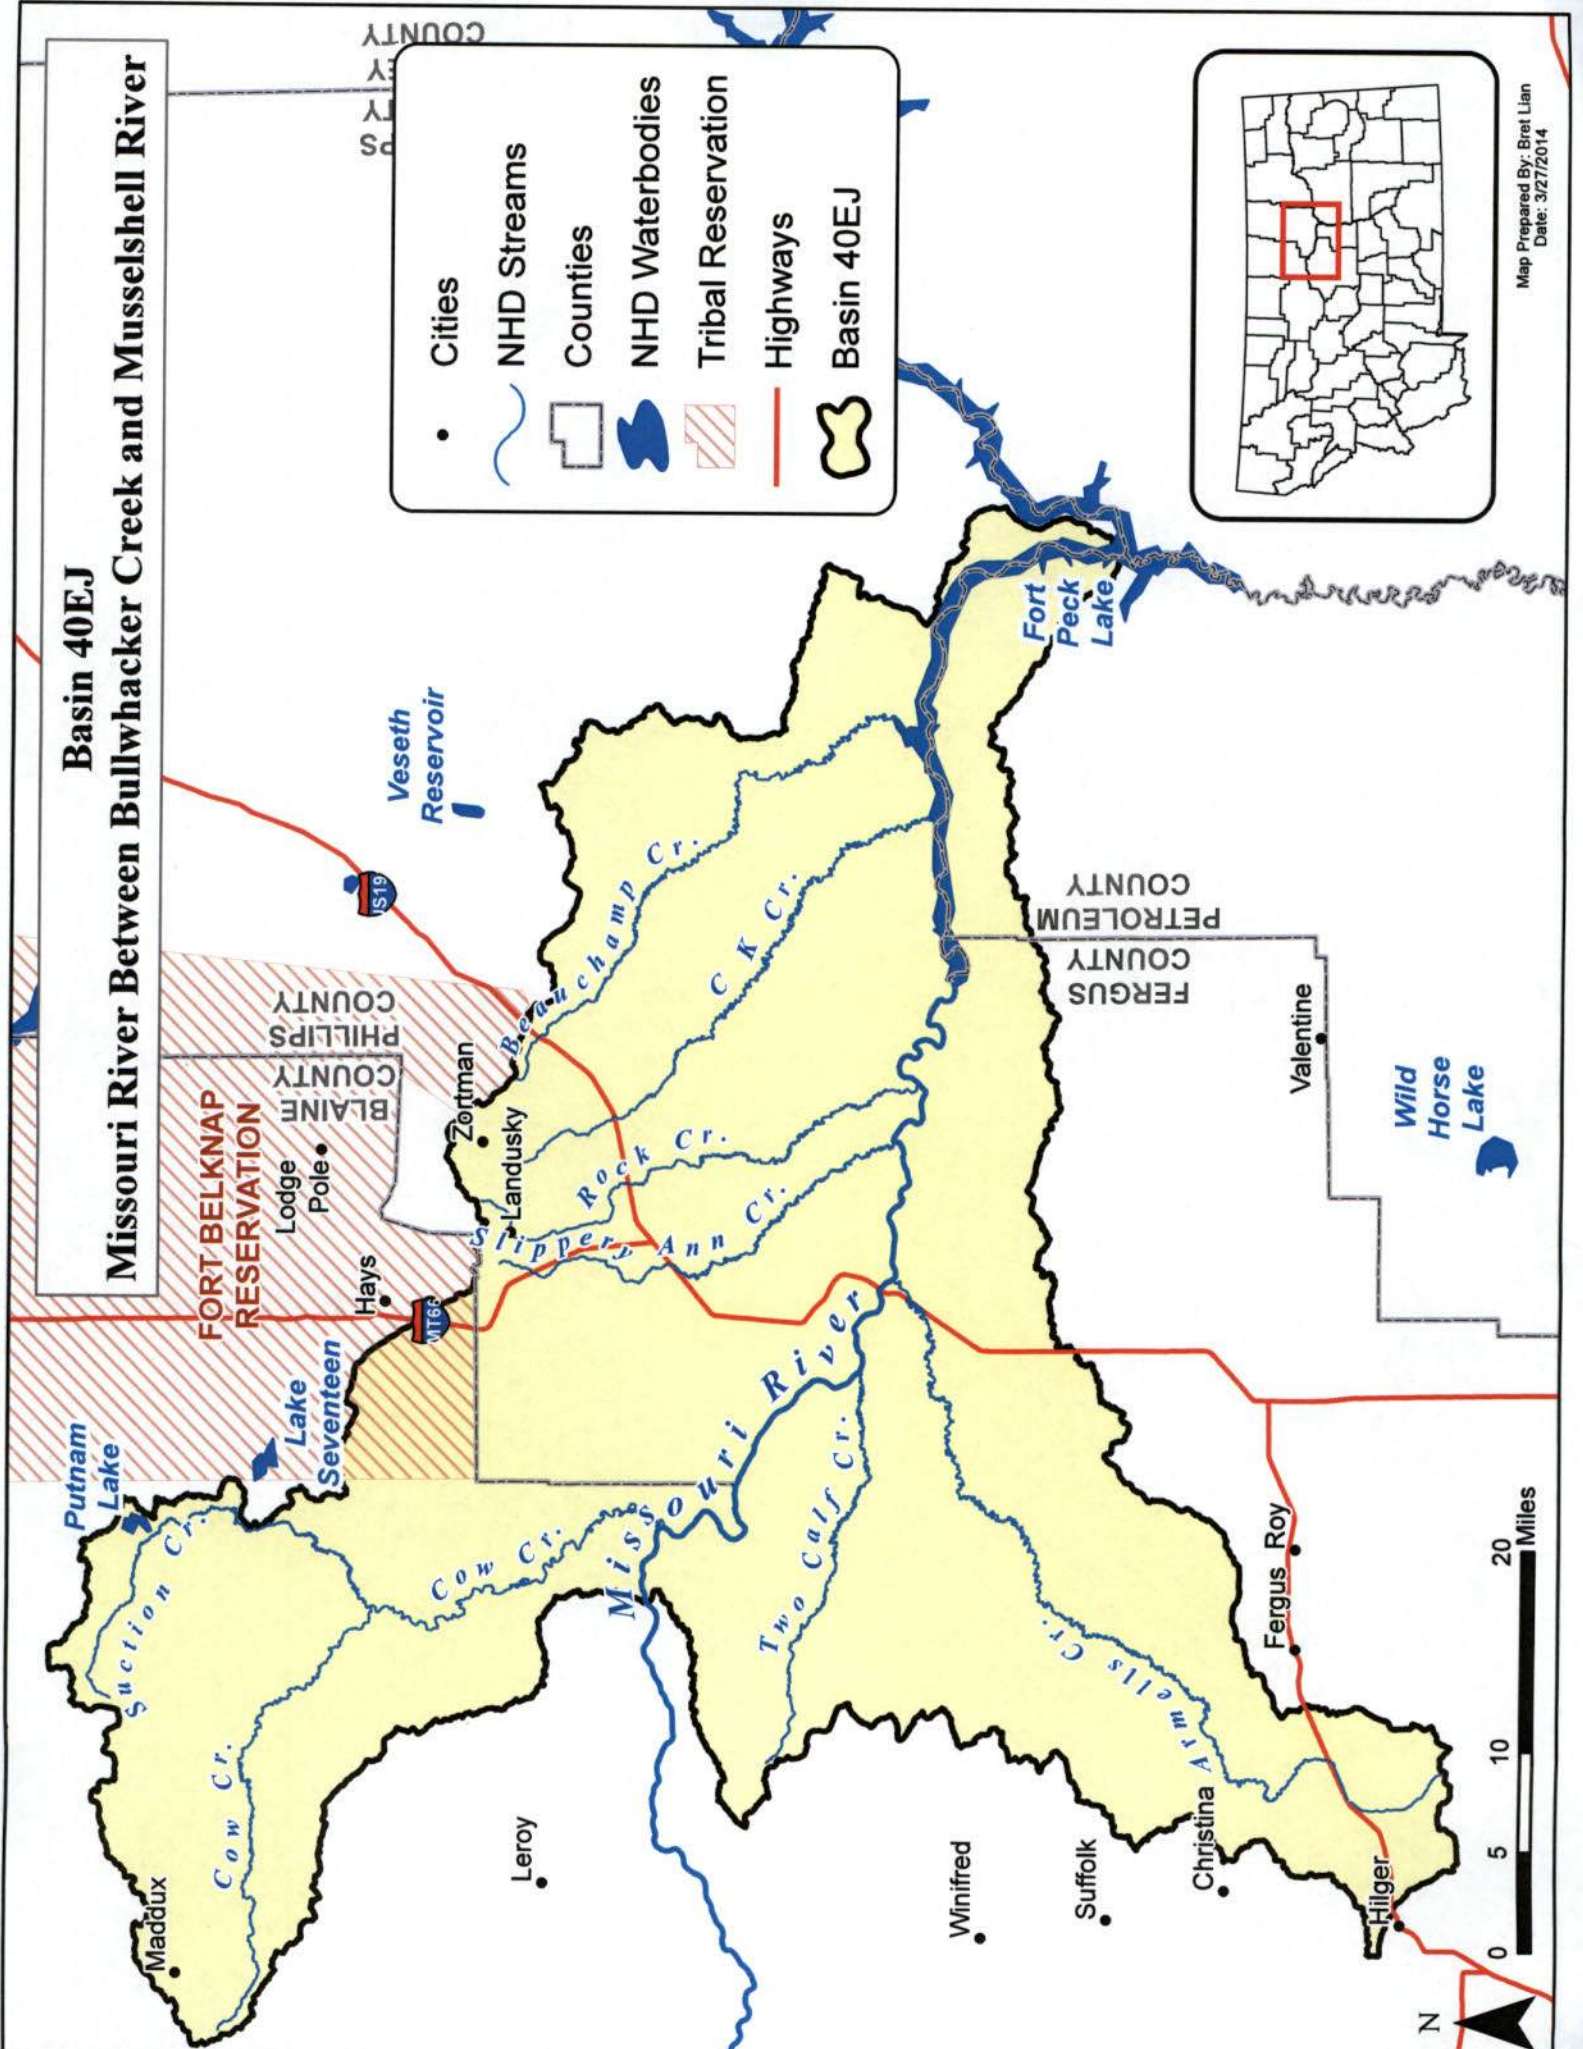 Basin 40EJ
Missouri River Between Bullwhacker Creek and Musselshell River
Cities
NHD Streams
Counties
NHD Waterbodies
Tribal Reservation
Highways
Basin 40EJ
COUNTY
Putnam
Lake
Lake
Seventeen
FORT BELKNAP
RESERVATION
Lodge
Pole
Hays
MT66
BLAINE
COUNTY
PHILLIPS
COUNTY
US19
Veseth
Reservoir
Maddux
Suction Cr.
Cow Cr.
Cow Cr.
Zortman
Landusky
Beauchamp Cr.
C K Cr.
Rock Cr.
Slippery Ann Cr.
Leroy
Missouri River
Two Calf Cr.
Armells Cr.
Fort
Peck
Lake
FERGUS
COUNTY
PETROLEUM
COUNTY
Winifred
Suffolk
Christina
Hilger
Fergus
Roy
Valentine
Wild
Horse
Lake
N
0 5 10 20
Miles
Map Prepared By: Bret Lian
Date: 3/27/2014